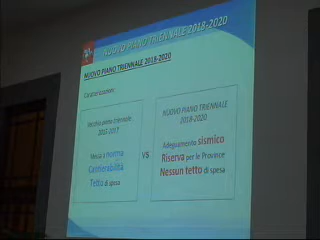 NUOVO PIANO TRIENNALE 2018-2020
NUOVO PIANO TRIENNALE 2018-2020
Caratterizzazione:
Vecchio piano triennale
2015-2017
Messa a norma
Cantierabilità
Tetto di spesa
VS
NUOVO PIANO TRIENNALE
2018-2020
Adeguamento sismico
Riserva per le Province
Nessun tetto di spesa